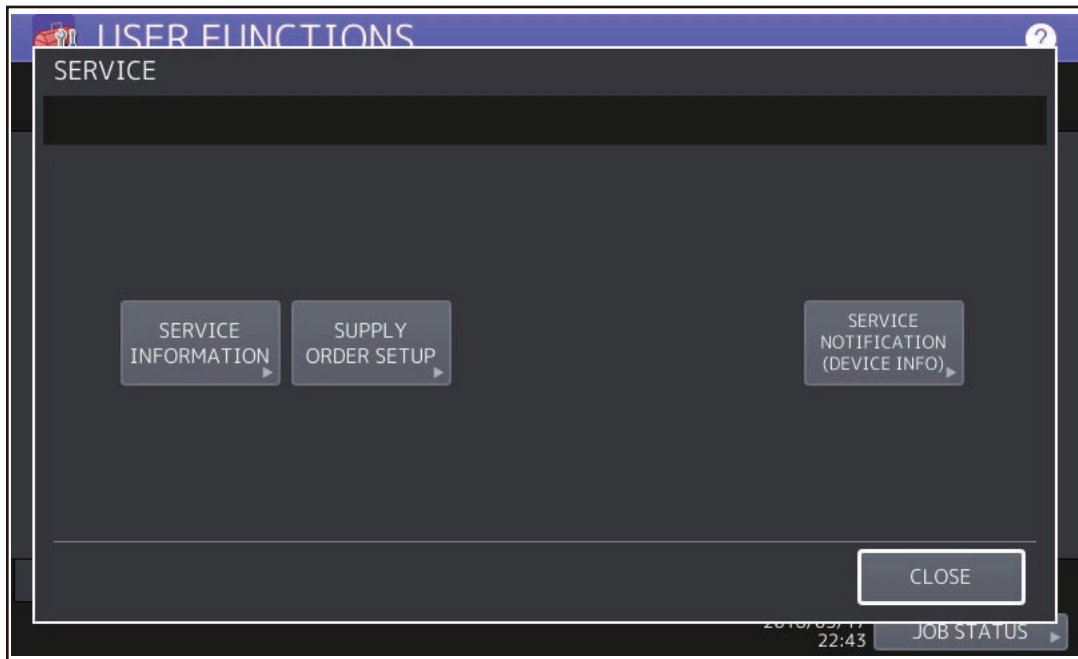 USER FUNCTIONS
?
SERVICE
SERVICE
INFORMATION
SUPPLY
ORDER SETUP
SERVICE
NOTIFICATION
(DEVICE INFO)
CLOSE
22:43
JOB STATUS